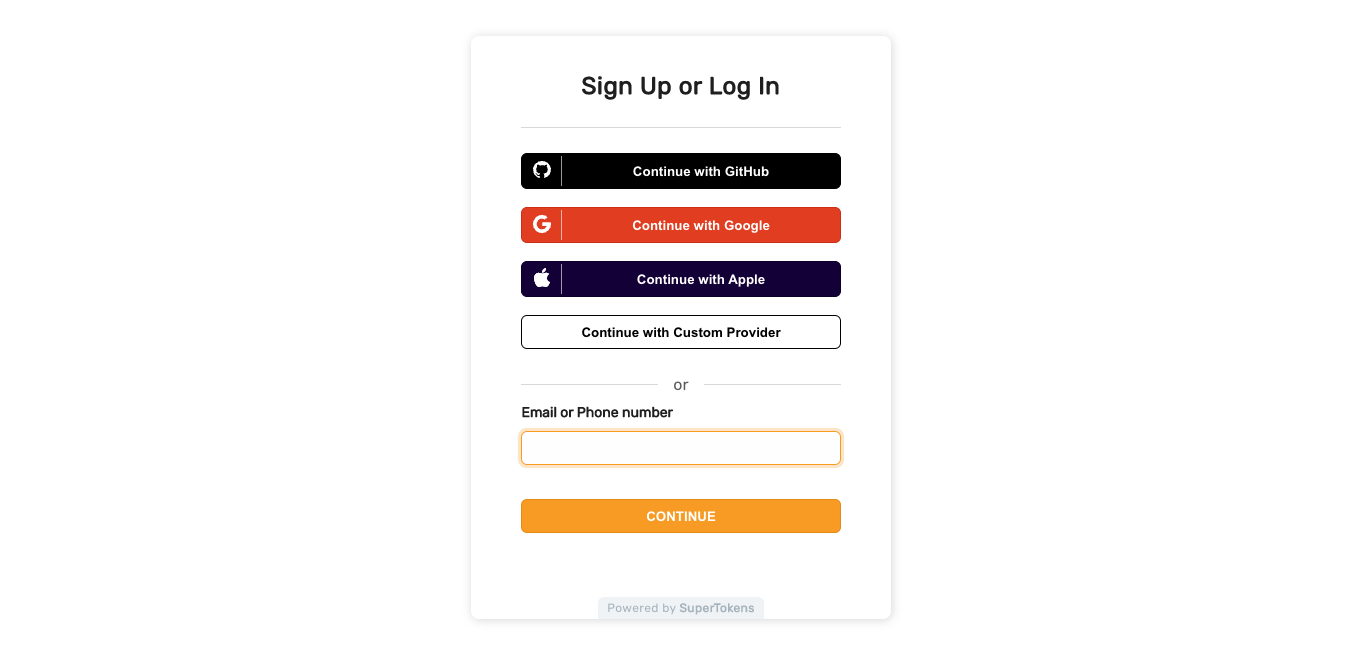 Sign Up or Log In
Continue with GitHub
Continue with Google
Continue with Apple
Continue with Custom Provider
or
Email or Phone number
CONTINUE
Powered by SuperTokens